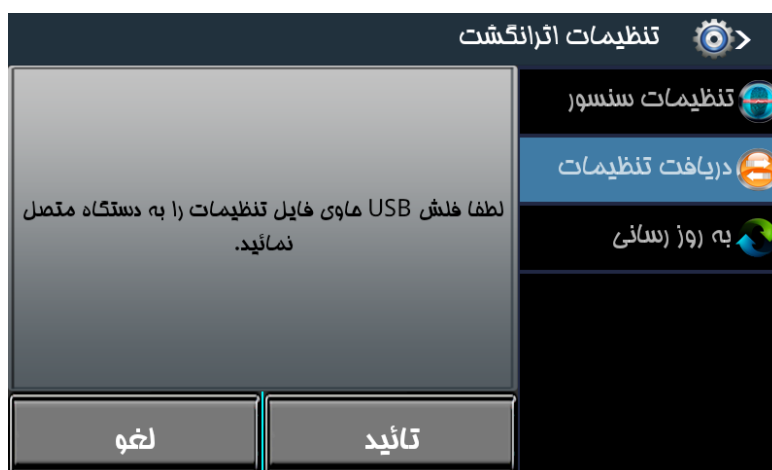 تنظیمات اثرانگشت
تنظیمات سنسور
دریافت تنظیمات
به روز رسانی
لطفا فلش USB حاوی فایل تنظیمات را به دستگاه متصل
نمائید.
تائید
لغو